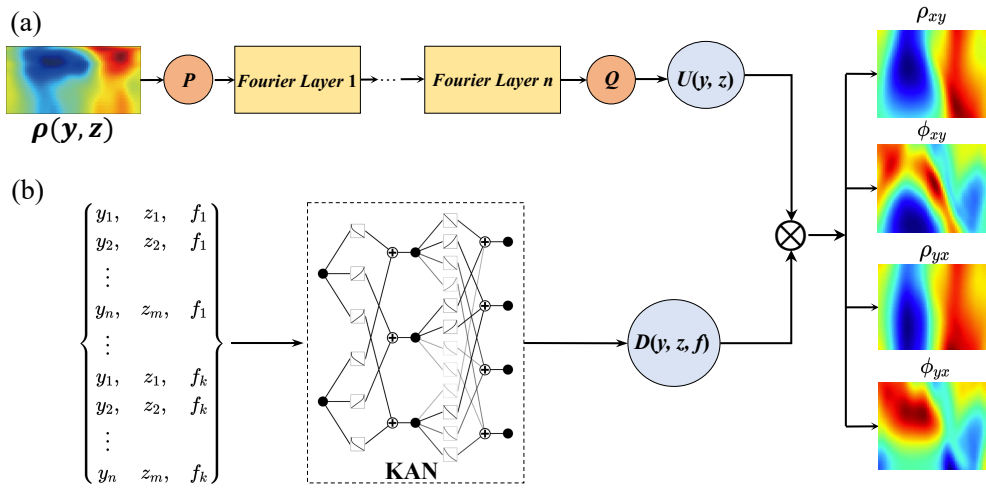 (a)
ρ(y, z)
P
Fourier Layer 1
......
Fourier Layer n
Q
U(y, z)
ρxy
ϕxy
ρyx
ϕyx
(b)
y1, z1, f1
y2, z2, f1
⋮
yn, zm, f1
⋮
y1, z1, fk
y2, z2, fk
⋮
yn zm, fk
KAN
D(y, z, f)